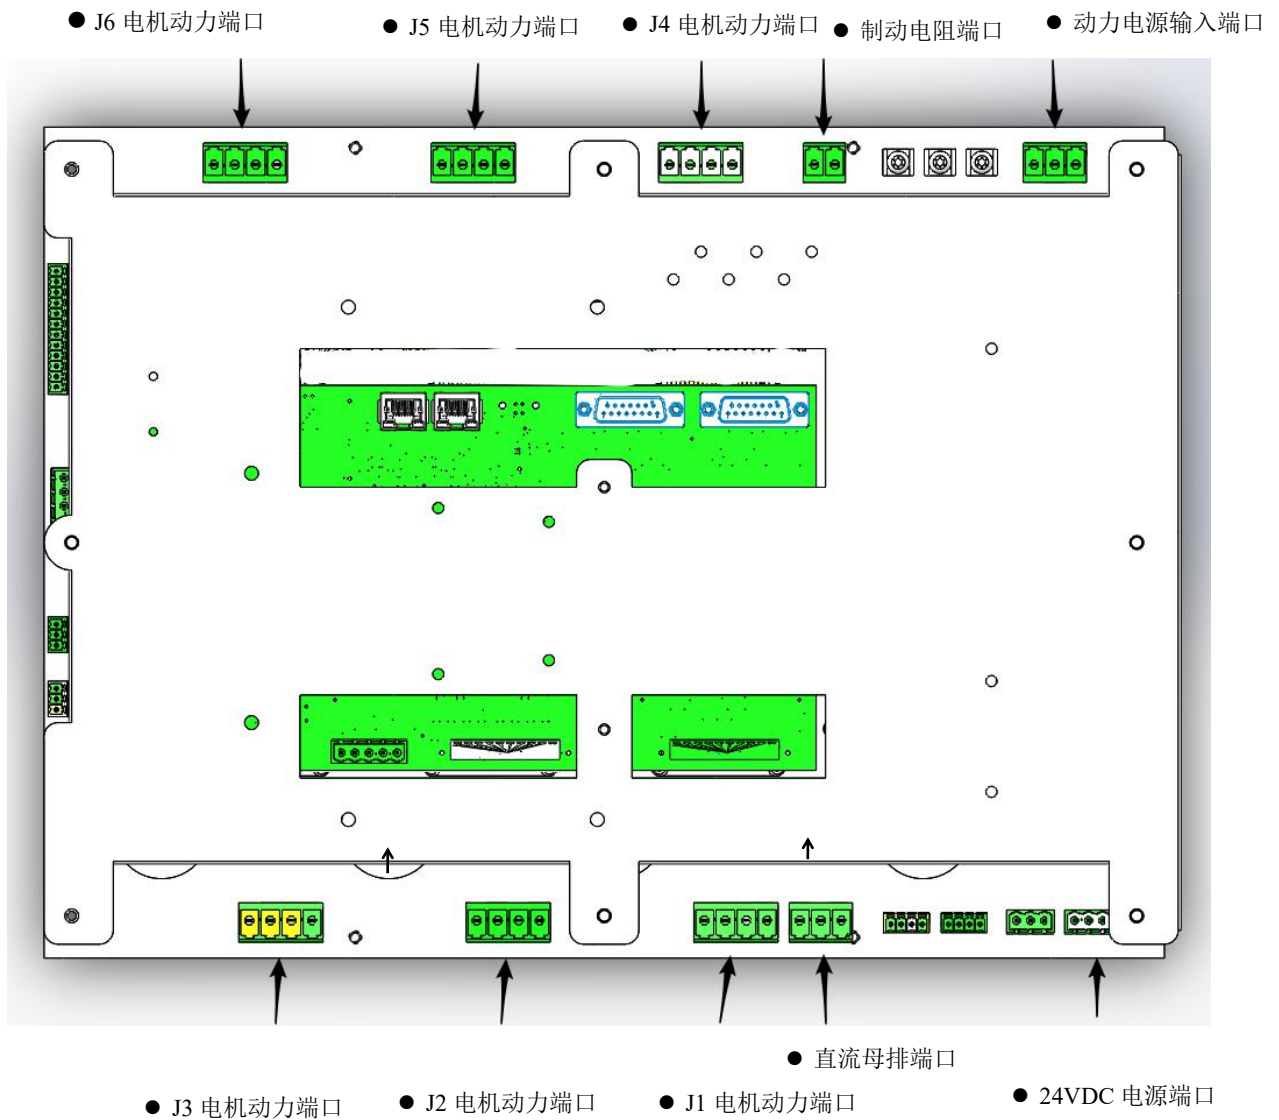 ● J6 电机动力端口
● J5 电机动力端口
● J4 电机动力端口
● 制动电阻端口
● 动力电源输入端口
● 直流母排端口
● J3 电机动力端口
● J2 电机动力端口
● J1 电机动力端口
● 24VDC 电源端口